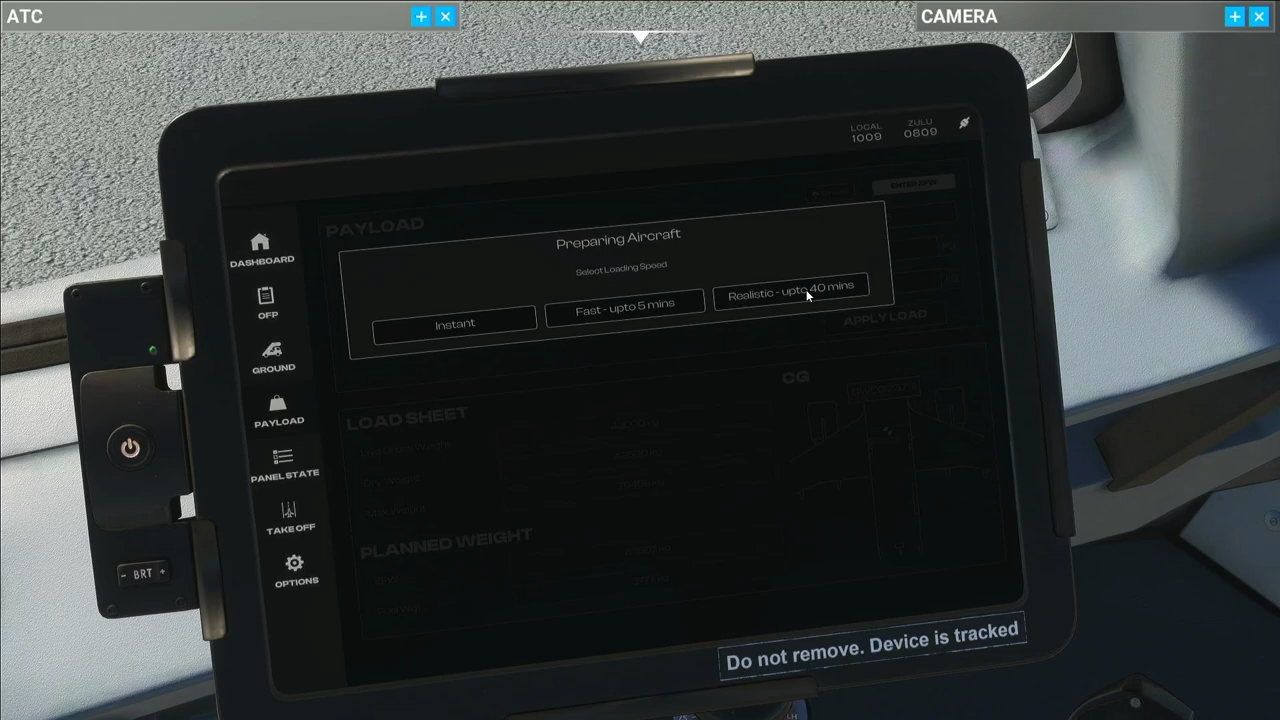 ATC
CAMERA
LOCAL
1009
ZULU
0809
PAYLOAD
Preparing Aircraft
Select Loading Speed
Instant
Fast - upto 5 mins
Realistic - upto 40 mins
APPLY LOAD
DASHBOARD
OFP
GROUND
PAYLOAD
PANEL STATE
TAKE OFF
OPTIONS
LOAD SHEET
CG
Dry Weight
PLANNED WEIGHT
- BRT +
Do not remove. Device is tracked